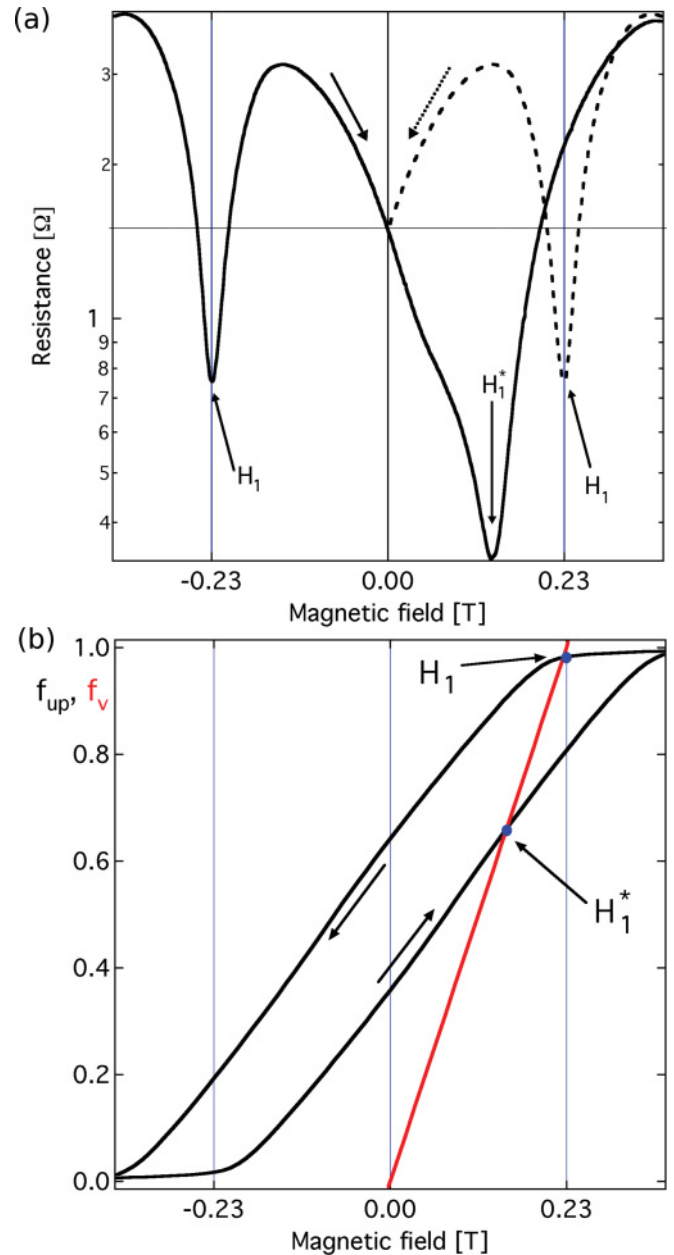 (a)
3
2
1
9
8
7
6
5
4
Resistance [Ω]
H₁
H₁*
H₁
-0.23 0.00 0.23
Magnetic field [T]
(b)
1.0
f_up, f_v
0.8
0.6
0.4
0.2
0.0
H₁
H₁*
-0.23 0.00 0.23
Magnetic field [T]